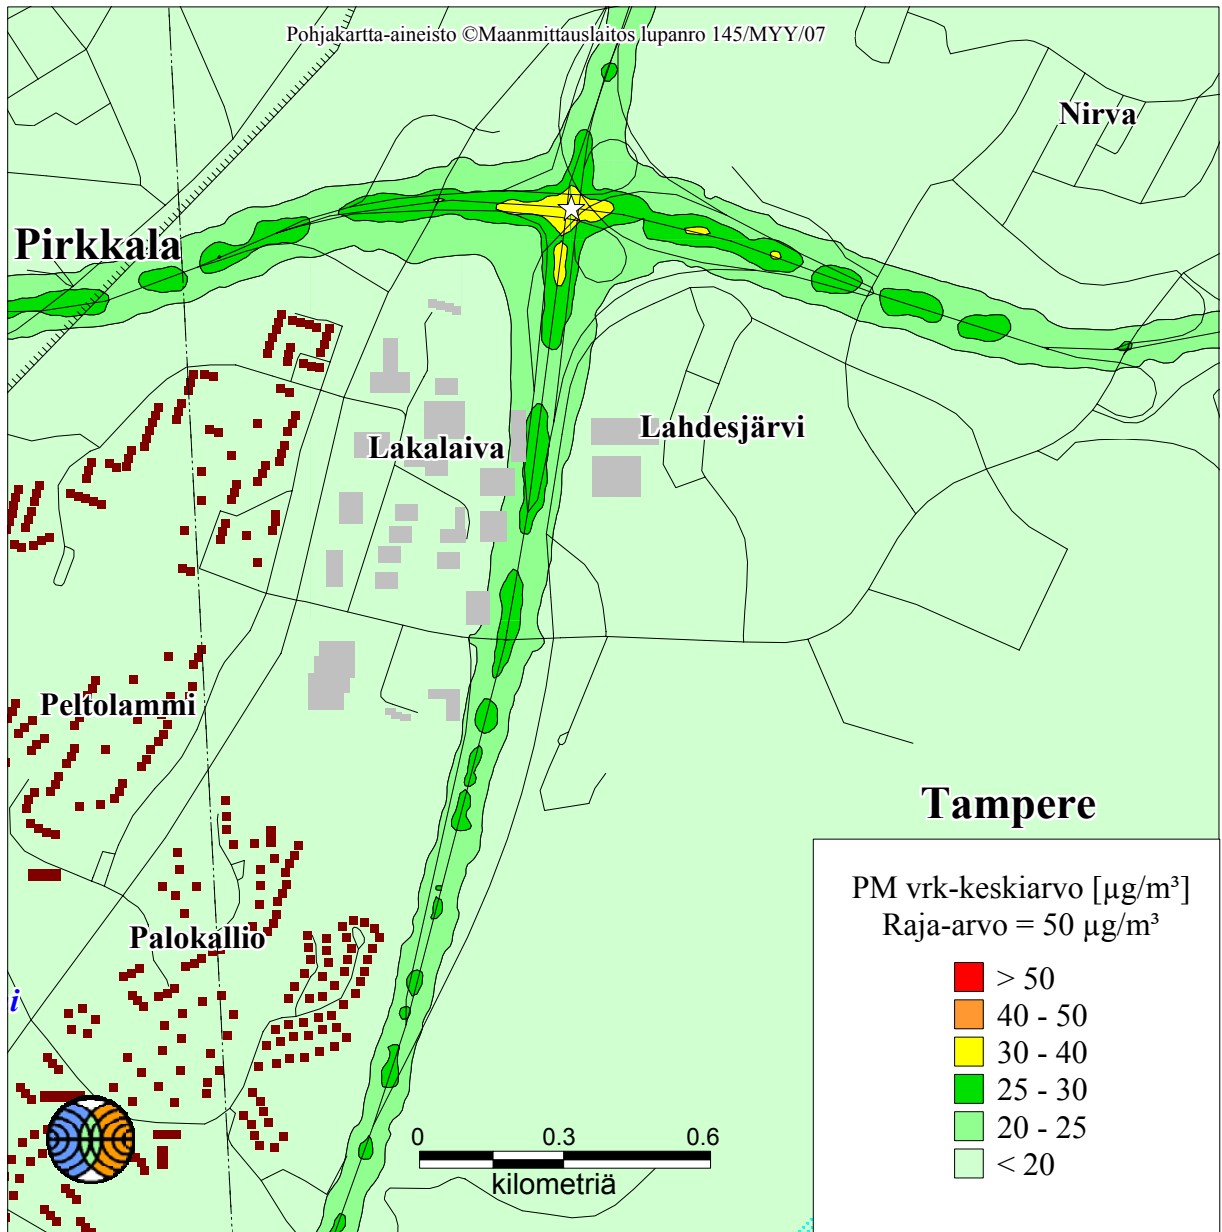 Pohjakartta-aineisto ©Maanmittauslaitos lupanro 145/MYY/07
Nirva
Pirkkala
Lahdesjärvi
Lakalaiva
Peltolammi
Tampere
PM vrk-keskiarvo [µg/m³]
Raja-arvo = 50 µg/m³
> 50
40 - 50
30 - 40
25 - 30
20 - 25
< 20
Palokallio
i
0 0.3 0.6
kilometriä